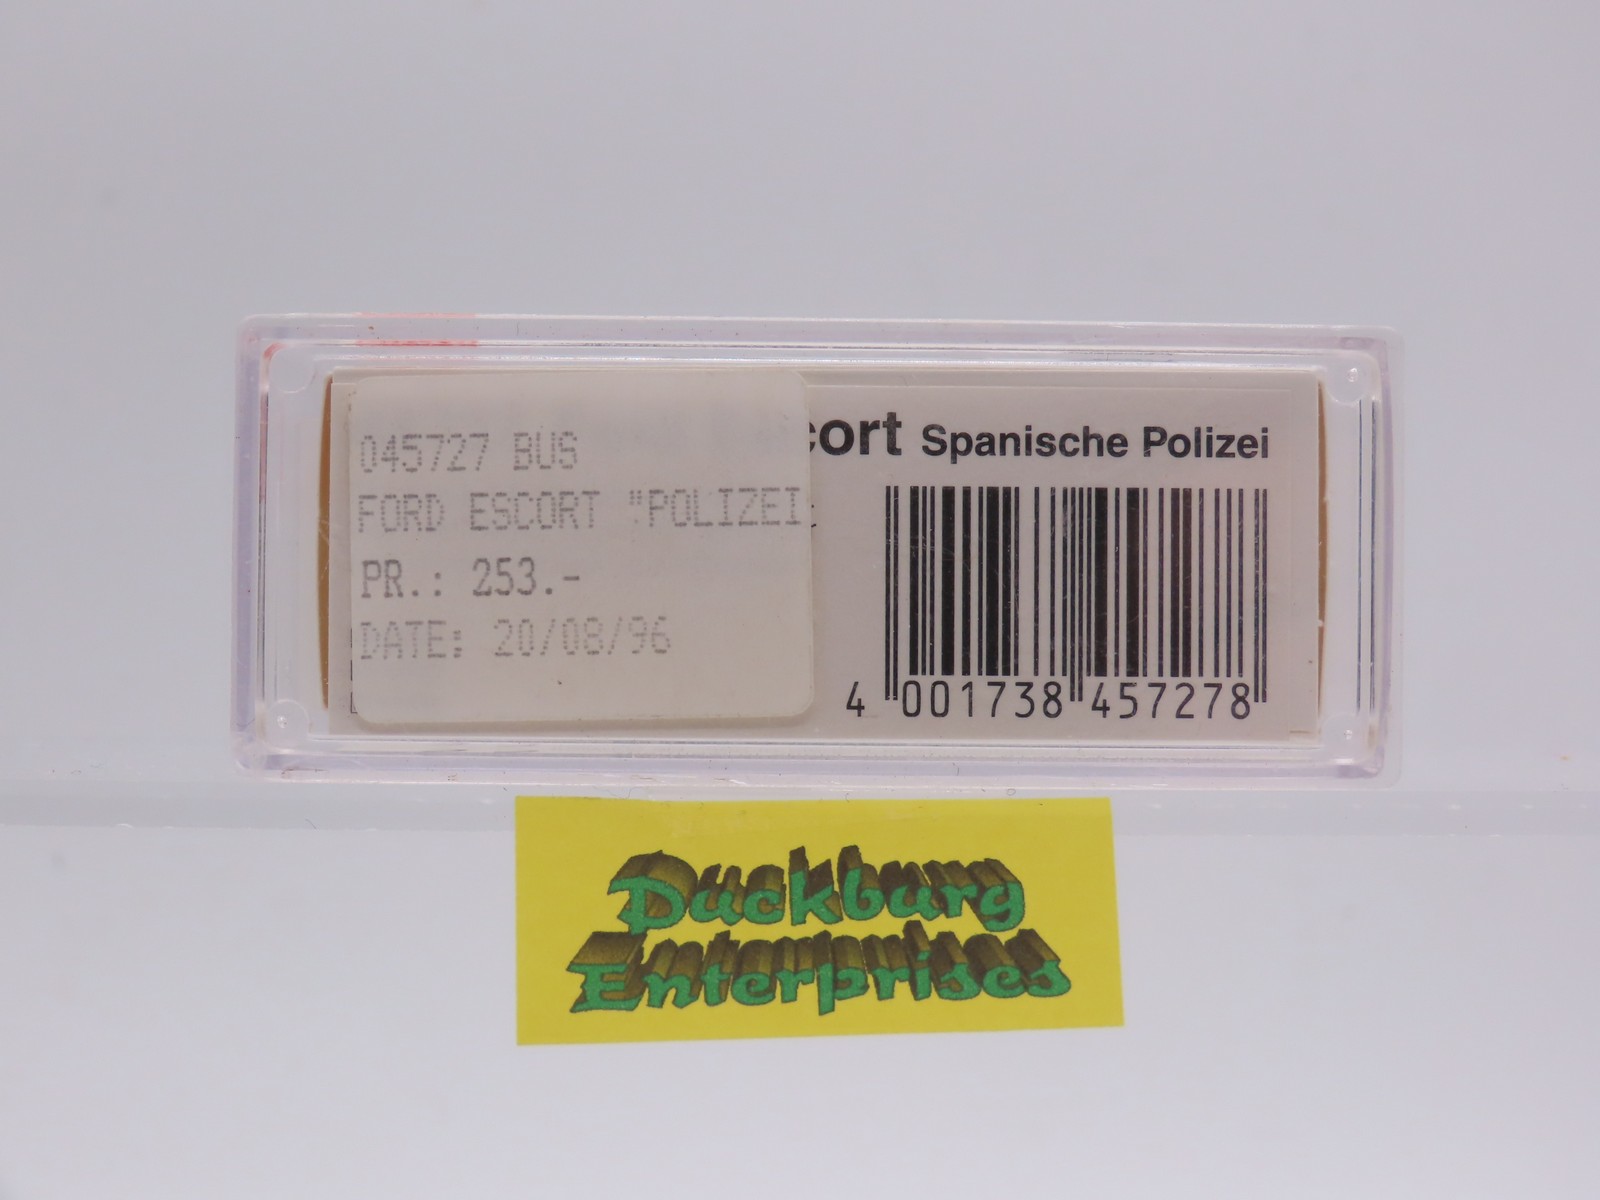 045727 BUS
FORD ESCORT "POLIZEI
PR.: 253.-
DATE: 20/08/96
cort Spanische Polizei
4 001738 457278
Duckburg
Enterprises